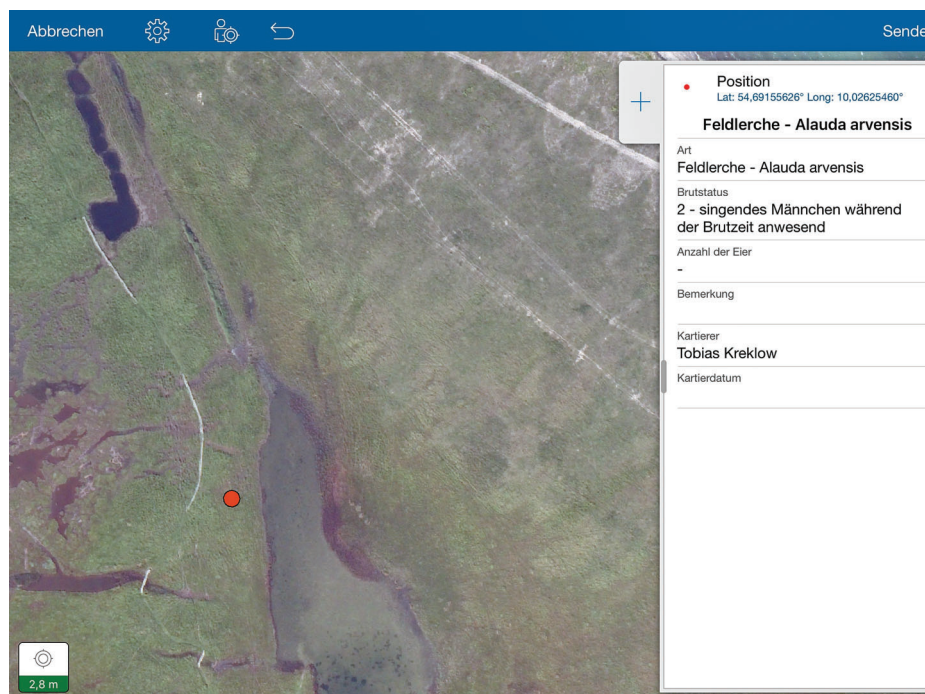 Abbrechen
Sende
Position
Lat: 54,69155626° Long: 10,02625460°
Feldlerche - Alauda arvensis
Art
Feldlerche - Alauda arvensis
Brutstatus
2 - singendes Männchen während
der Brutzeit anwesend
Anzahl der Eier
-
Bemerkung
Kartierer
Tobias Kreklow
Kartierdatum
2,8 m